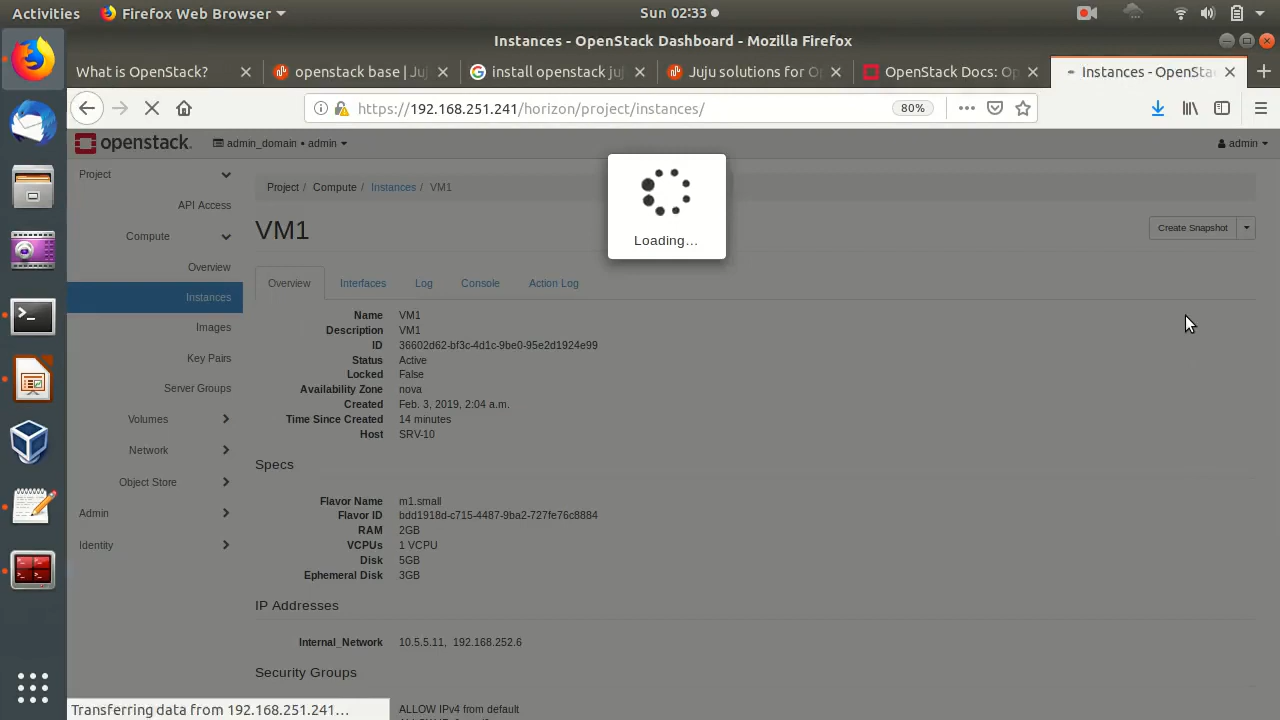 Activities
Firefox Web Browser
Sun 02:33
Instances - OpenStack Dashboard - Mozilla Firefox
What is OpenStack?
openstack base | Juj
install openstack juj
Juju solutions for O
OpenStack Docs: Op
Instances - OpenSta
https://192.168.251.241/horizon/project/instances/
80%
openstack.
admin_domain • admin
admin
Project
API Access
Compute
Overview
Instances
Images
Key Pairs
Server Groups
Volumes
Network
Object Store
Admin
Identity
Project / Compute / Instances / VM1
VM1
Create Snapshot
Loading...
Overview
Interfaces
Log
Console
Action Log
Name VM1
Description VM1
ID 36602d62-bf3c-4d1c-9be0-95e2d1924e99
Status Active
Locked False
Availability Zone nova
Created Feb. 3, 2019, 2:04 a.m.
Time Since Created 14 minutes
Host SRV-10
Specs
Flavor Name m1.small
Flavor ID bdd1918d-c715-4487-9ba2-727fe76c8884
RAM 2GB
VCPUs 1 VCPU
Disk 5GB
Ephemeral Disk 3GB
IP Addresses
Internal_Network 10.5.5.11, 192.168.252.6
Security Groups
ALLOW IPv4 from default
Transferring data from 192.168.251.241…